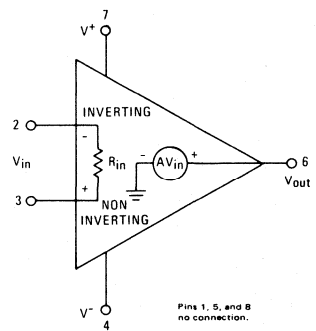 7
V+
INVERTING
2
-
Vin
Rin
- AVin +
6
Vout
+
3
NON
INVERTING
V-
4
Pins 1, 5, and 8
no connection.